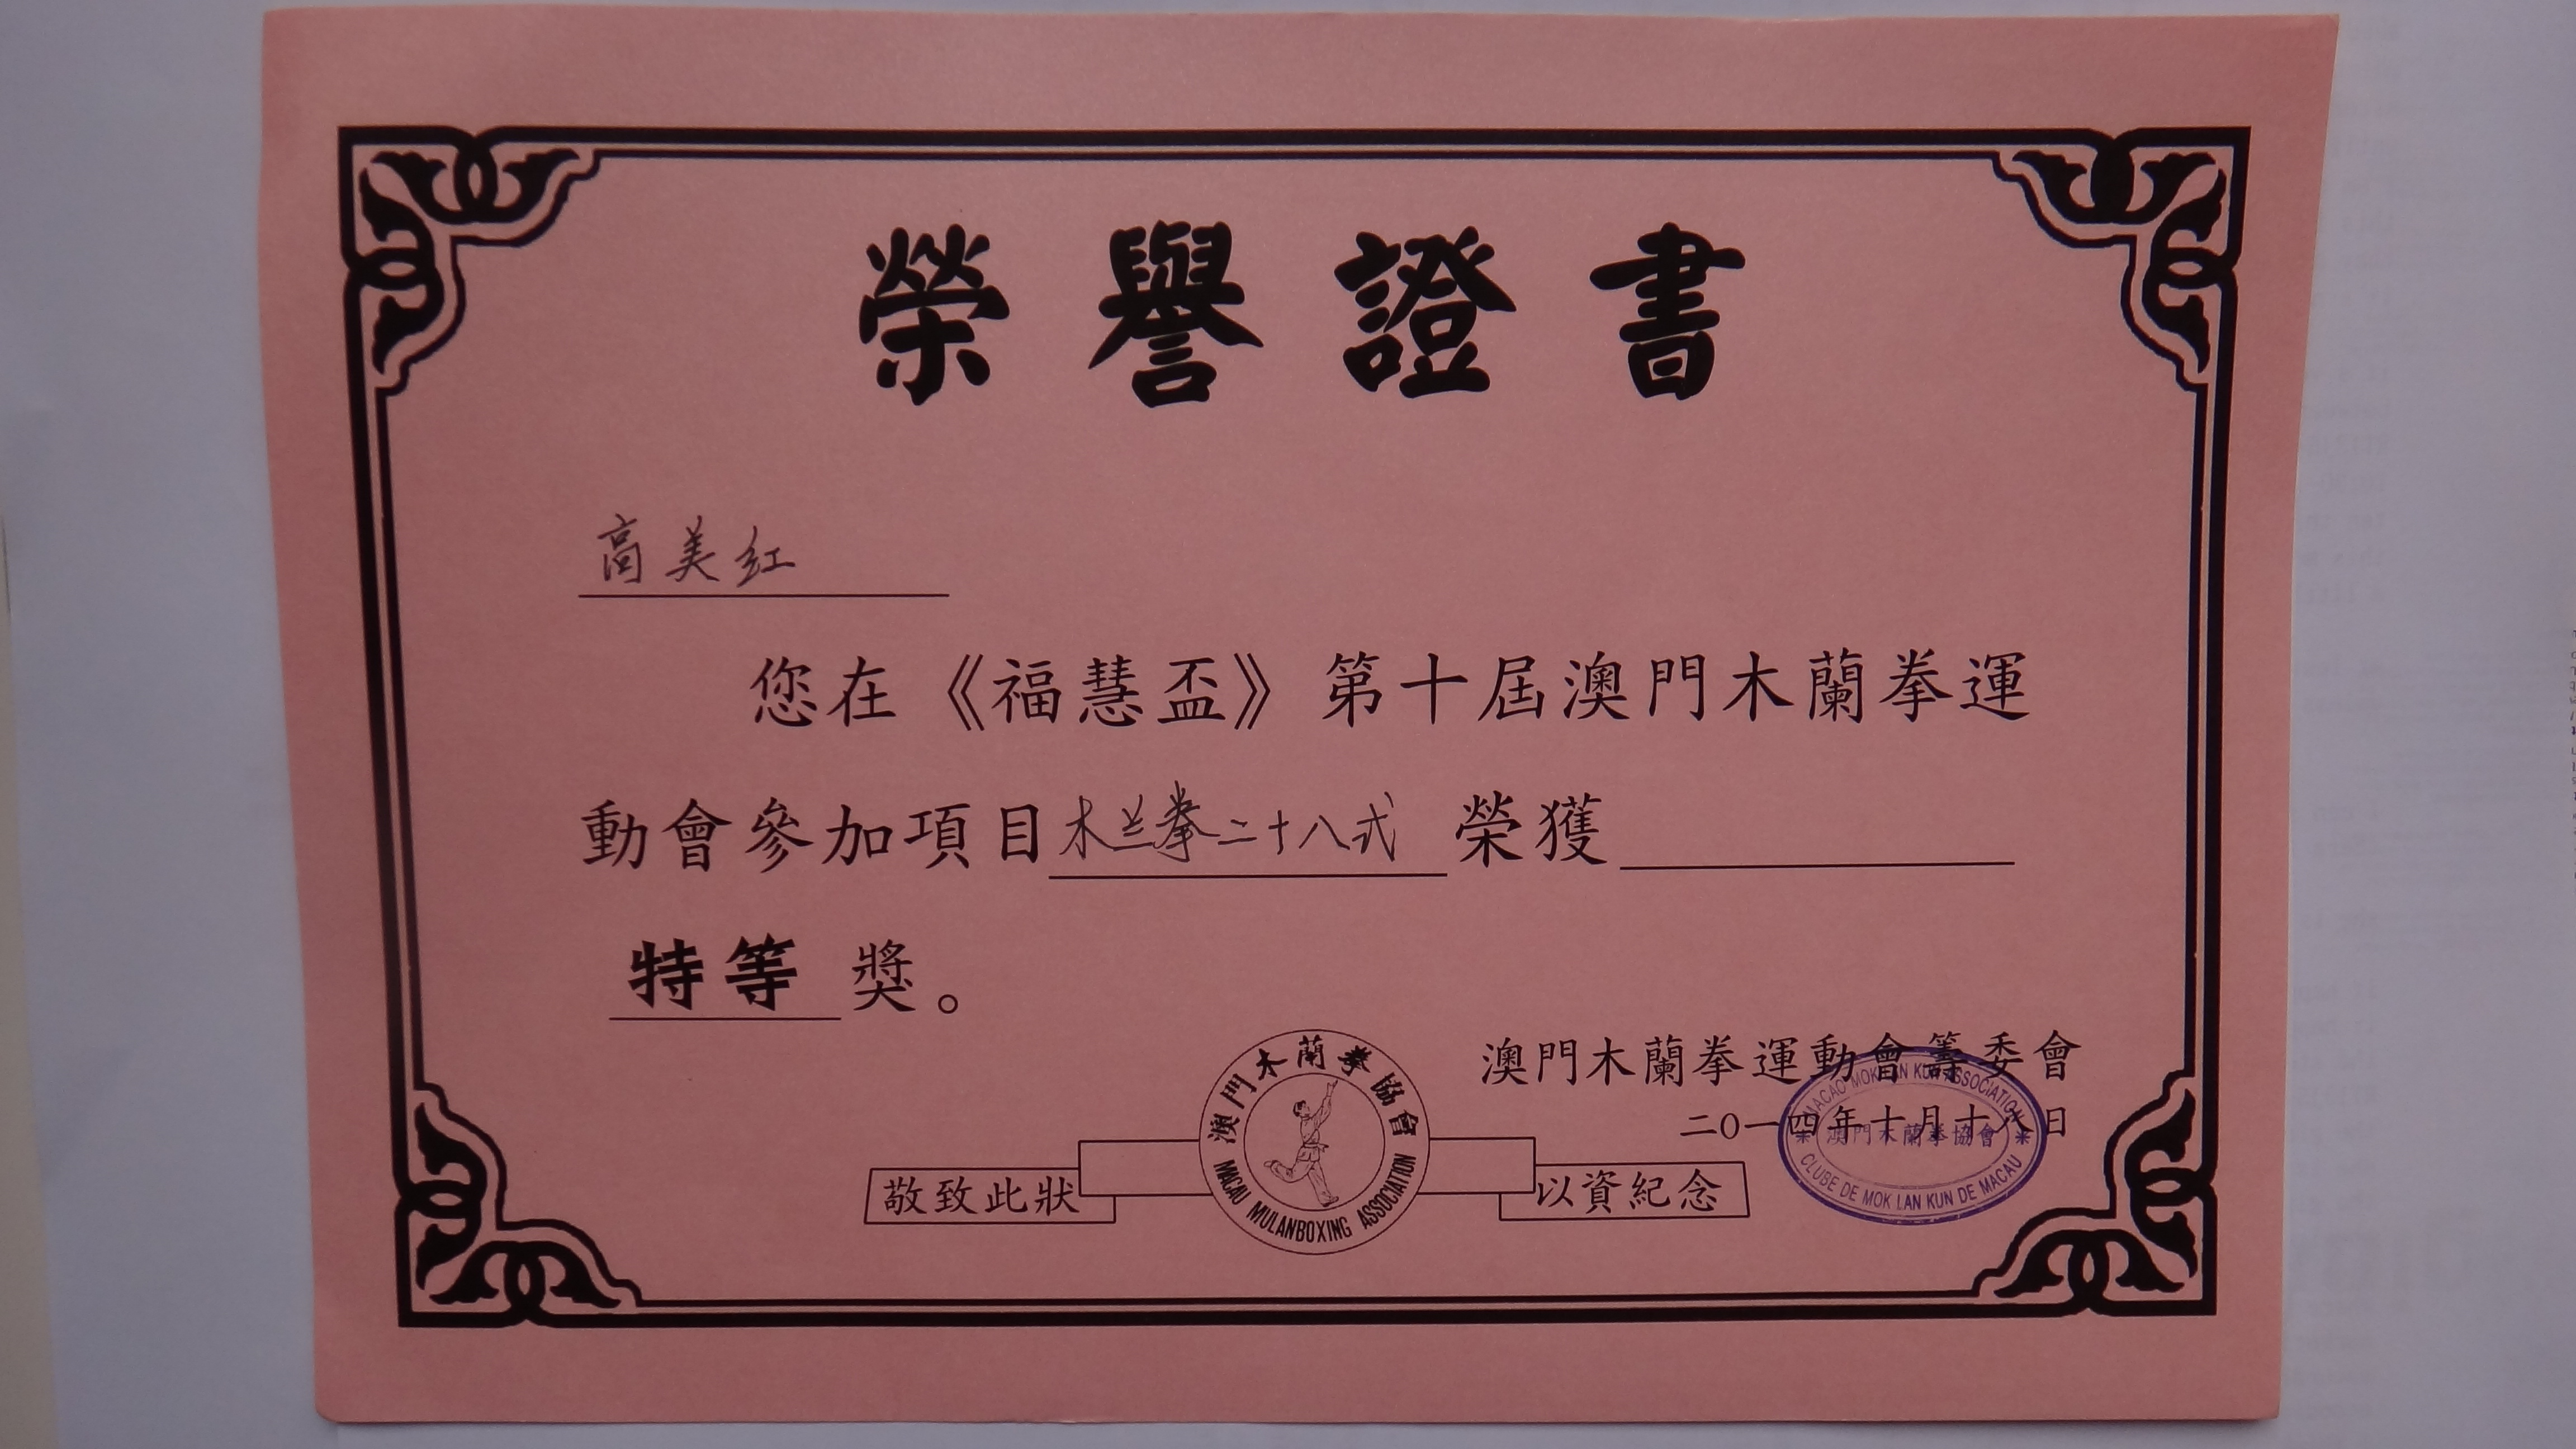 榮譽證書
高美红
您在《福慧盃》第十屆澳門木蘭拳運
動會參加項目木兰拳二十八式榮獲
特等獎。
澳門木蘭拳運動會籌委會
二〇一四年十月十八日
MACAO MOK LAN KUN ASSOCIATION
澳門木蘭拳協會
CLUBE DE MOK LAN KUN DE MACAU
澳門木蘭拳協會
MACAU MULANBOXING ASSOCIATION
敬致此狀
以資紀念